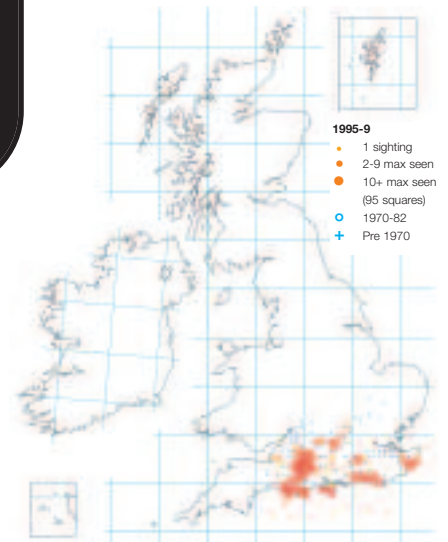 1995-9
1 sighting
2-9 max seen
10+ max seen
(95 squares)
1970-82
Pre 1970